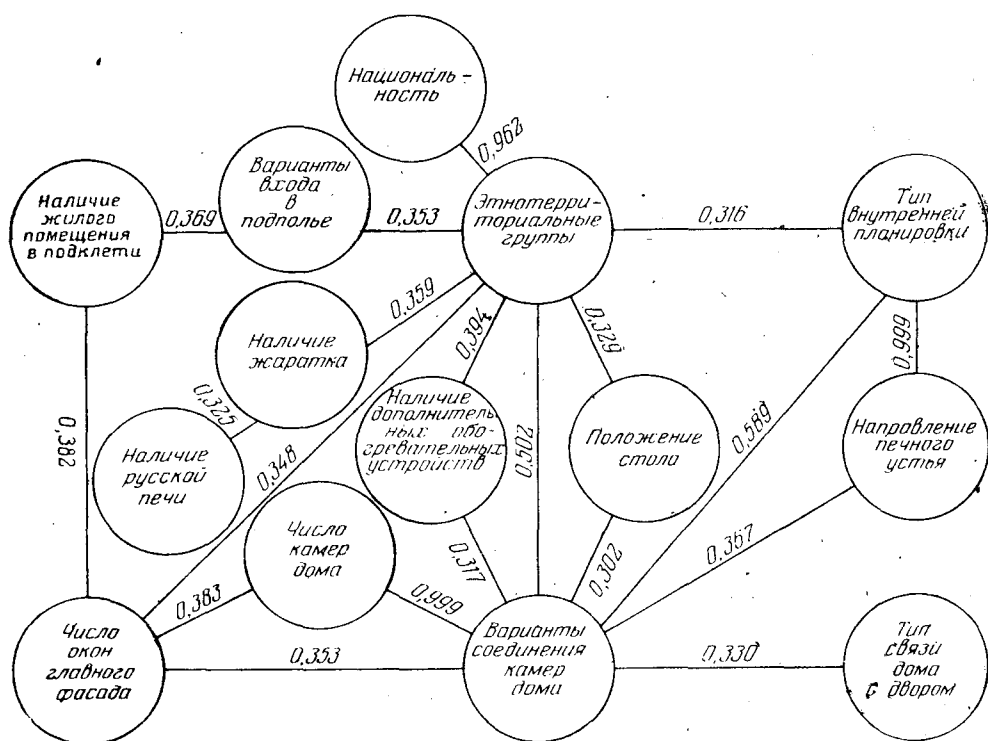 Националь-
ность
0,962
Варианты
входа
в
подполье
Наличие
жилого
помещения
в подклети
0,369
0,353
Этнотерри-
ториальные
группы
0,316
Тип
внутренней
планировки
0,359
0,394
0,329
0,999
Наличие
жаратка
0,325
0,382
Наличие
русской
печи
0,348
Наличие
дополнитель
ных обо-
гревательных
устройств
0,502
Положение
стола
0,589
Направление
печного
устья
Число
камер
дома
0,317
0,302
0,367
0,383
0,999
Число
окон
главного
фасада
0,353
Варианты
соединения
камер
доми
0,330
Тип
связи
дома
с двором